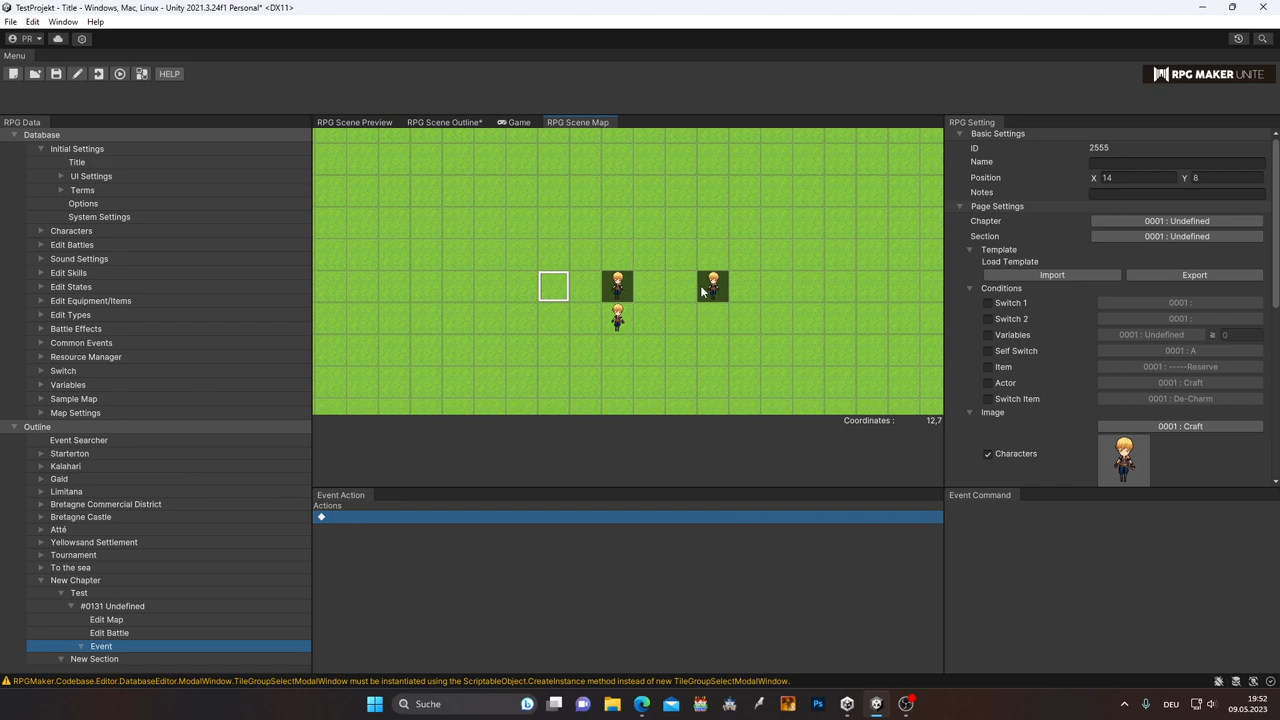 TestProjekt - Title - Windows, Mac, Linux - Unity 2021.3.24f1 Personal* <DX11>
File Edit Window Help
PR
Menu
HELP
RPG MAKER UNITE
RPG Data
RPG Scene Preview RPG Scene Outline* Game RPG Scene Map
RPG Setting
Database
Initial Settings
Title
UI Settings
Terms
Options
System Settings
Characters
Edit Battles
Sound Settings
Edit Skills
Edit States
Edit Equipment/Items
Edit Types
Battle Effects
Common Events
Resource Manager
Switch
Variables
Sample Map
Map Settings
Outline
Event Searcher
Starterton
Kalahari
Gald
Limitana
Bretagne Commercial District
Bretagne Castle
Atté
Yellowsand Settlement
Tournament
To the sea
New Chapter
Test
#0131 Undefined
Edit Map
Edit Battle
Event
New Section
Coordinates : 12,7
Event Action
Actions
Basic Settings
ID 2555
Name
Position X 14 Y 8
Notes
Page Settings
Chapter 0001 : Undefined
Section 0001 : Undefined
Template
Load Template
Import Export
Conditions
Switch 1 0001 :
Switch 2 0001 :
Variables 0001 : Undefined ≥ 0
Self Switch 0001 : A
Item 0001 : -----Reserve
Actor 0001 : Craft
Switch Item 0001 : De-Charm
Image
0001 : Craft
Characters
Event Command
RPGMaker.Codebase.Editor.DatabaseEditor.ModalWindow.TileGroupSelectModalWindow must be instantiated using the ScriptableObject.CreateInstance method instead of new TileGroupSelectModalWindow.
Suche
DEU
19:52
09.05.2023